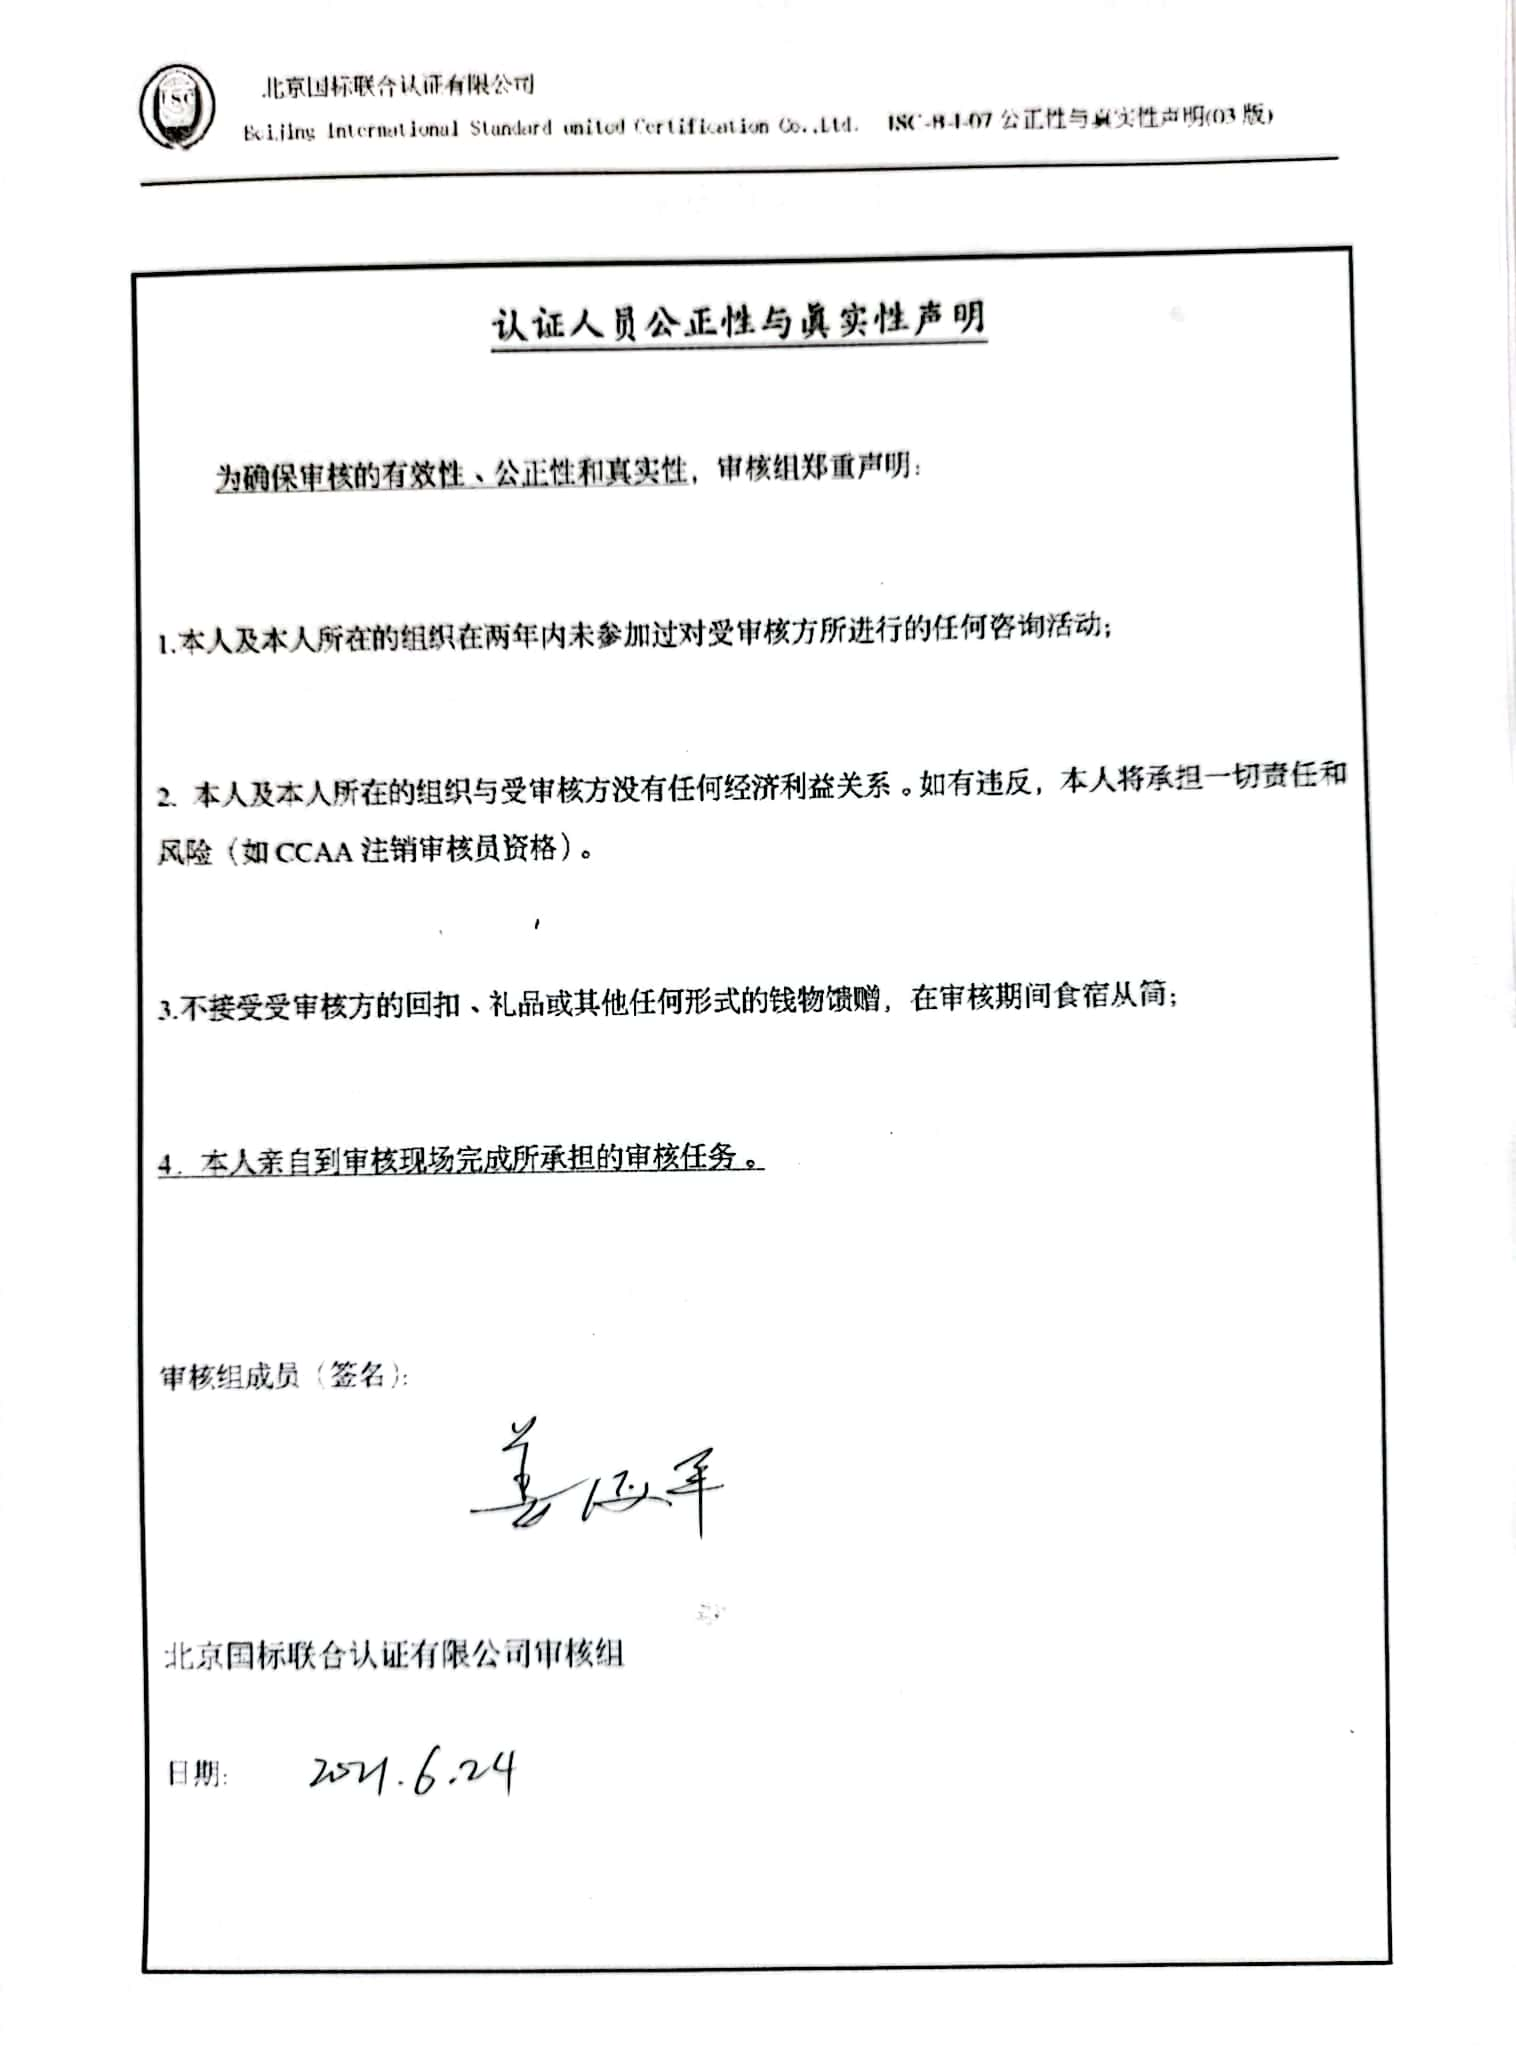 ISC
北京国标联合认证有限公司
Beijing International Standard united Certification Co.,Ltd. ISC-B-I-07 公正性与真实性声明(03 版)
认证人员公正性与真实性声明
为确保审核的有效性、公正性和真实性，审核组郑重声明：
1.本人及本人所在的组织在两年内未参加过对受审核方所进行的任何咨询活动；
2. 本人及本人所在的组织与受审核方没有任何经济利益关系。如有违反，本人将承担一切责任和
风险（如 CCAA 注销审核员资格）。
3.不接受受审核方的回扣、礼品或其他任何形式的钱物馈赠，在审核期间食宿从简；
4．本人亲自到审核现场完成所承担的审核任务。
审核组成员（签名）：
北京国标联合认证有限公司审核组
日期： 2021.6.24